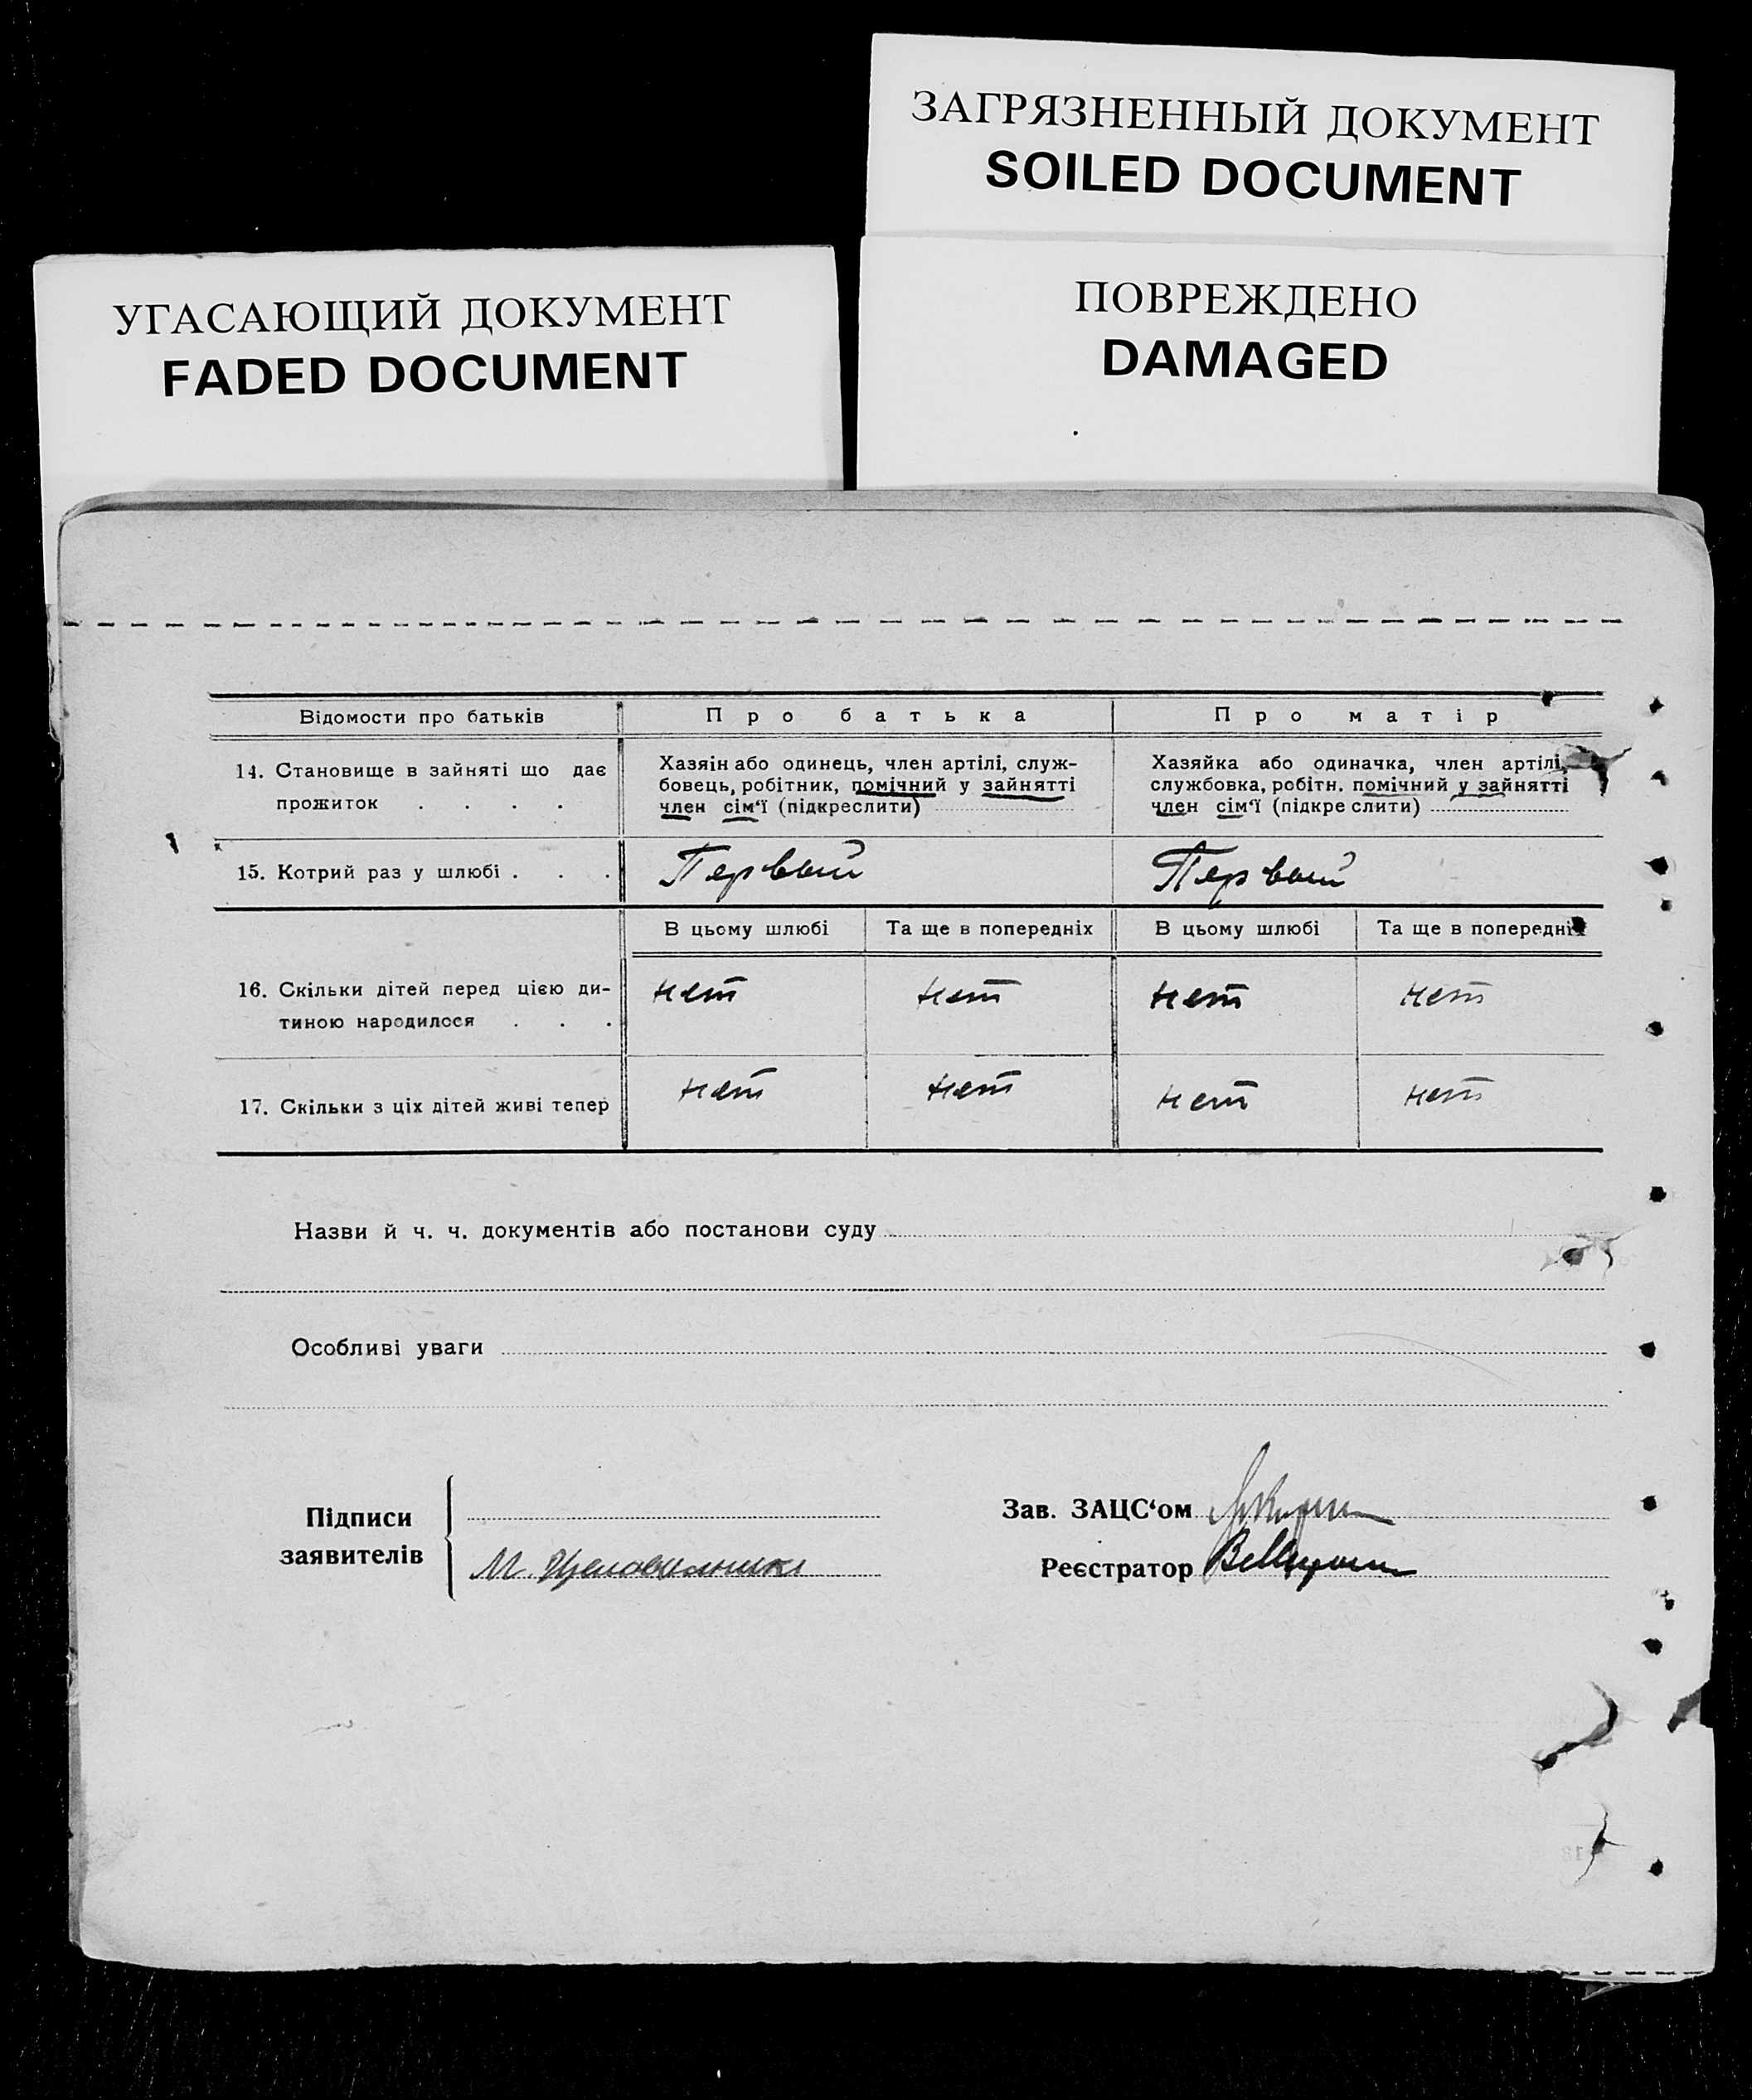 ЗАГРЯЗНЕННЫЙ ДОКУМЕНТ
SOILED DOCUMENT
УГАСАЮЩИЙ ДОКУМЕНТ
FADED DOCUMENT
ПОВРЕЖДЕНО
DAMAGED
Відомости про батьків
Про батька
Про матір
14. Становище в зайняті що дає
прожиток . . . .
Хазяін або одинець, член артілі, служ-
бовець, робітник, помічний у зайнятті
член сім‘ї (підкреслити)
Хазяйка або одиначка, член артілі,
службовка, робітн. помічний у зайнятті
член сім‘ї (підкреслити)
15. Котрий раз у шлюбі . . .
Первый
Первый
В цьому шлюбі
Та ще в попередніх
В цьому шлюбі
Та ще в попередніх
16. Скільки дітей перед цією ди-
тиною народилося . . .
нет
нет
нет
нет
17. Скільки з ціх дітей живі тепер
нет
нет
нет
нет
Назви й ч. ч. документів або постанови суду
Особливі уваги
Підписи
заявителів
М.
Зав. ЗАЦС‘ом
Реєстратор